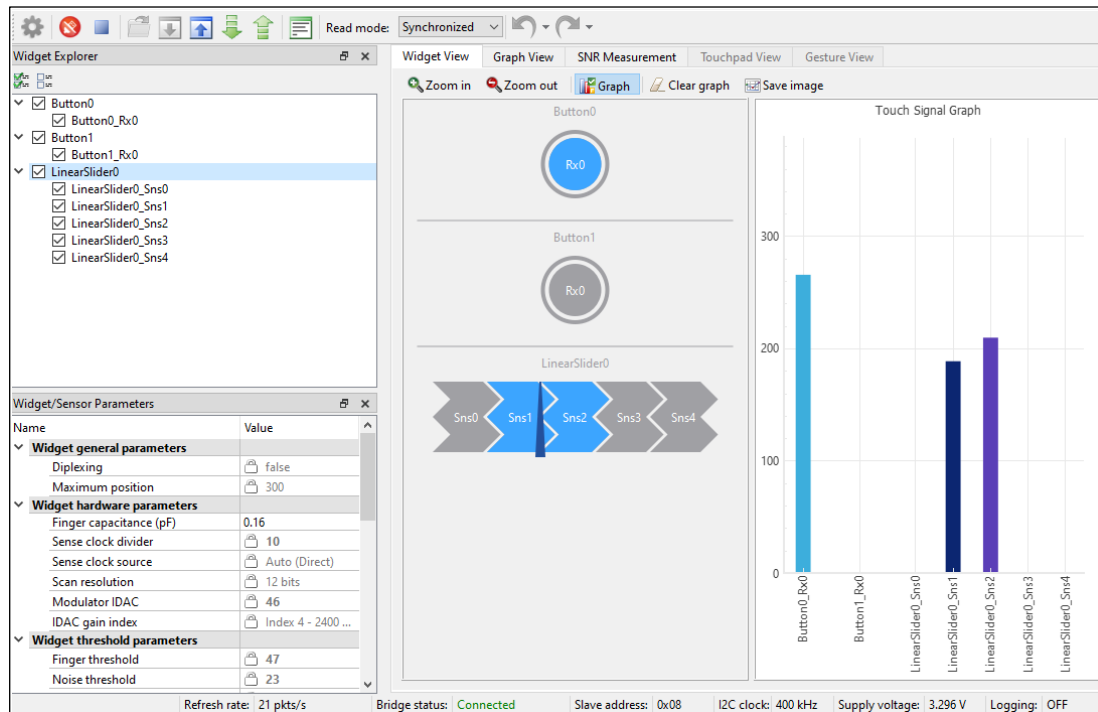 Read mode: Synchronized
Widget Explorer
Button0
Button0_Rx0
Button1
Button1_Rx0
LinearSlider0
LinearSlider0_Sns0
LinearSlider0_Sns1
LinearSlider0_Sns2
LinearSlider0_Sns3
LinearSlider0_Sns4
Widget/Sensor Parameters
Name Value
Widget general parameters
Diplexing false
Maximum position 300
Widget hardware parameters
Finger capacitance (pF) 0.16
Sense clock divider 10
Sense clock source Auto (Direct)
Scan resolution 12 bits
Modulator IDAC 46
IDAC gain index Index 4 - 2400 ...
Widget threshold parameters
Finger threshold 47
Noise threshold 23
Widget View Graph View SNR Measurement Touchpad View Gesture View
Zoom in Zoom out Graph Clear graph Save image
Button0
Rx0
Button1
Rx0
LinearSlider0
Sns0 Sns1 Sns2 Sns3 Sns4
Touch Signal Graph
300
200
100
0
Button0_Rx0
Button1_Rx0
LinearSlider0_Sns0
LinearSlider0_Sns1
LinearSlider0_Sns2
LinearSlider0_Sns3
LinearSlider0_Sns4
Refresh rate: 21 pkts/s Bridge status: Connected Slave address: 0x08 I2C clock: 400 kHz Supply voltage: 3.296 V Logging: OFF